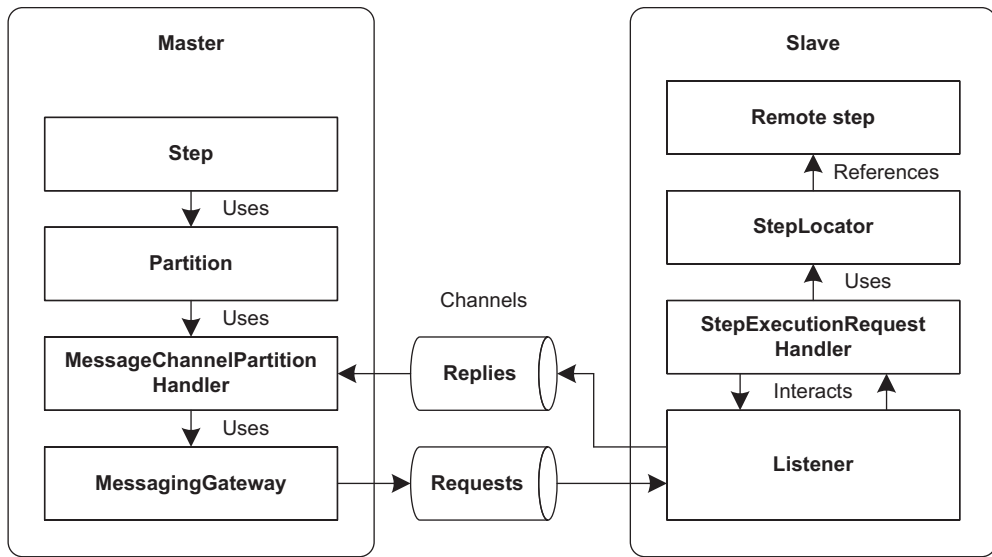 Master
Step
Uses
Partition
Uses
MessageChannelPartition
Handler
Uses
MessagingGateway
Channels
Replies
Requests
Slave
Remote step
References
StepLocator
Uses
StepExecutionRequest
Handler
Interacts
Listener